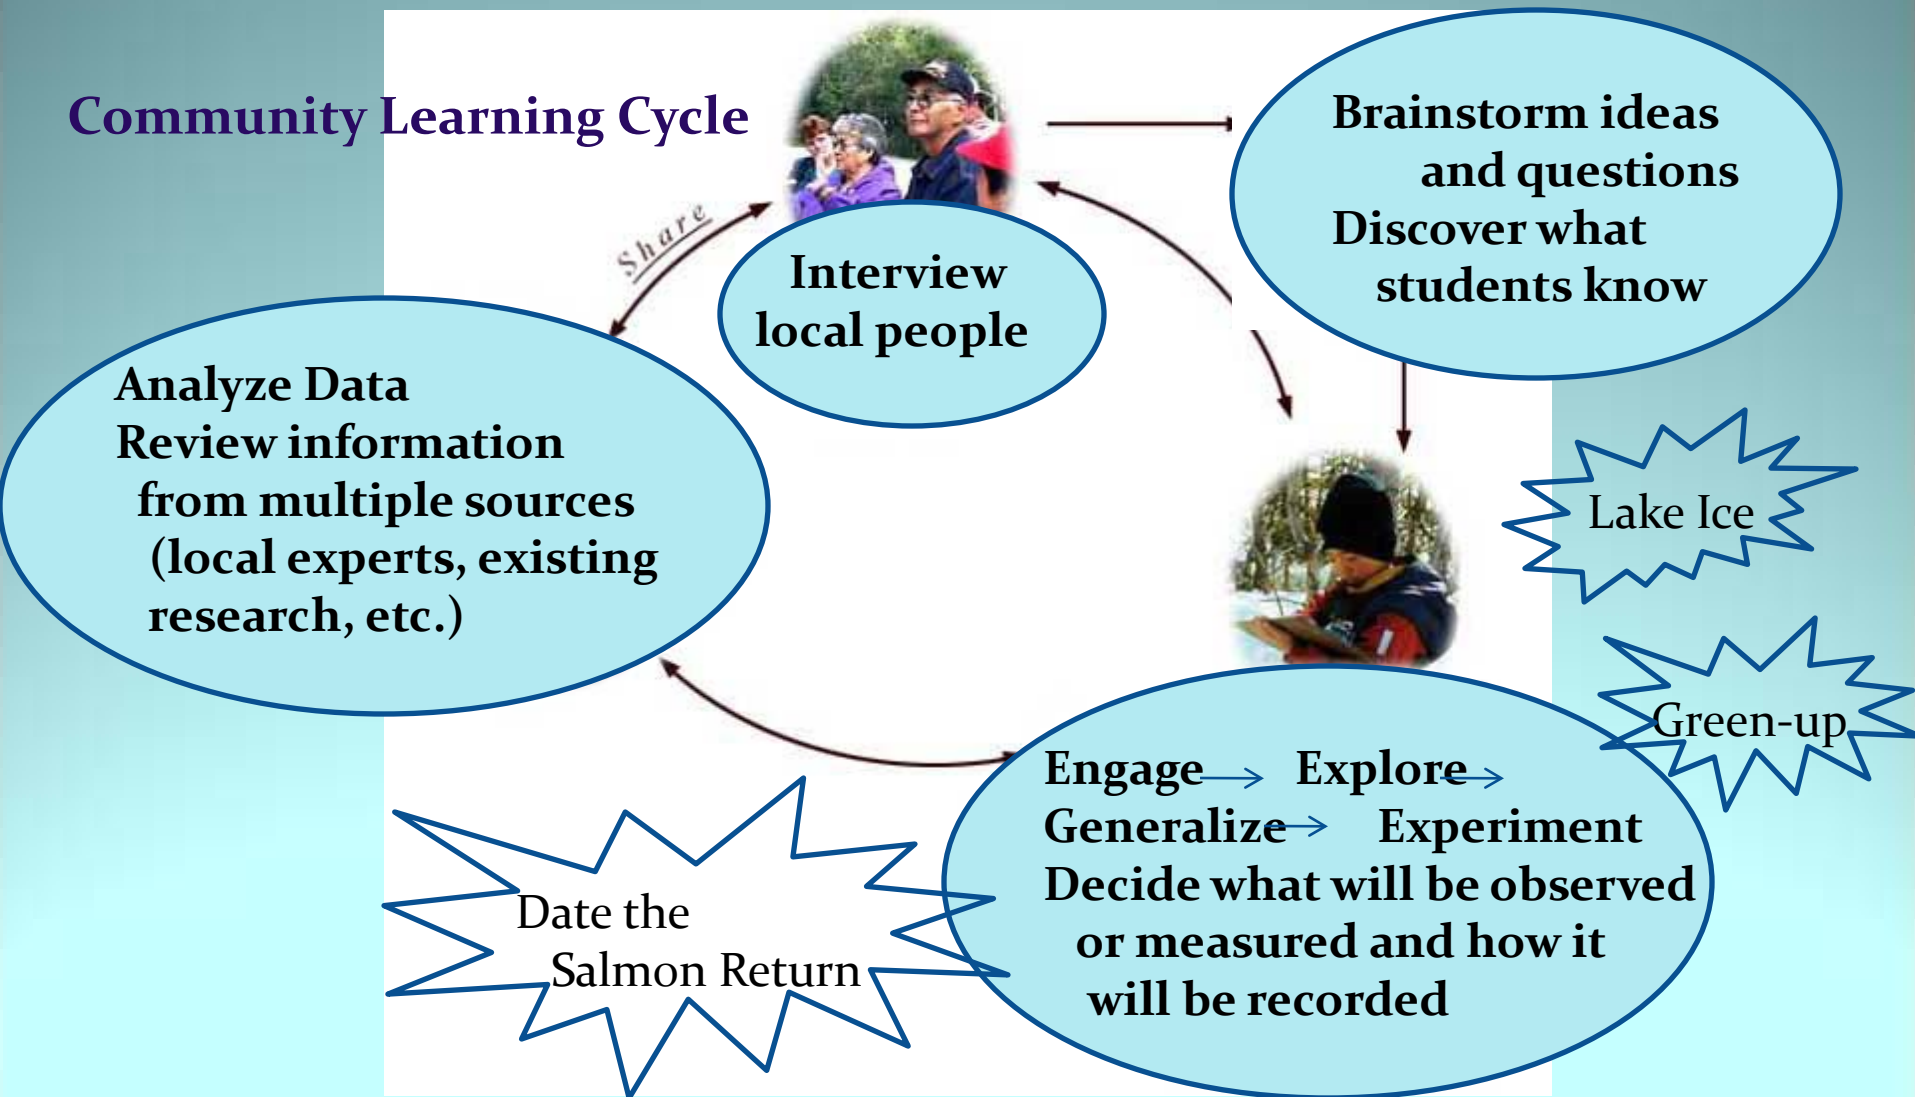 Community Learning Cycle
Share
Interview
local people
Brainstorm ideas
and questions
Discover what
students know
Analyze Data
Review information
from multiple sources
(local experts, existing
research, etc.)
Lake Ice
Green-up
Engage Explore
Generalize Experiment
Decide what will be observed
or measured and how it
will be recorded
Date the
Salmon Return